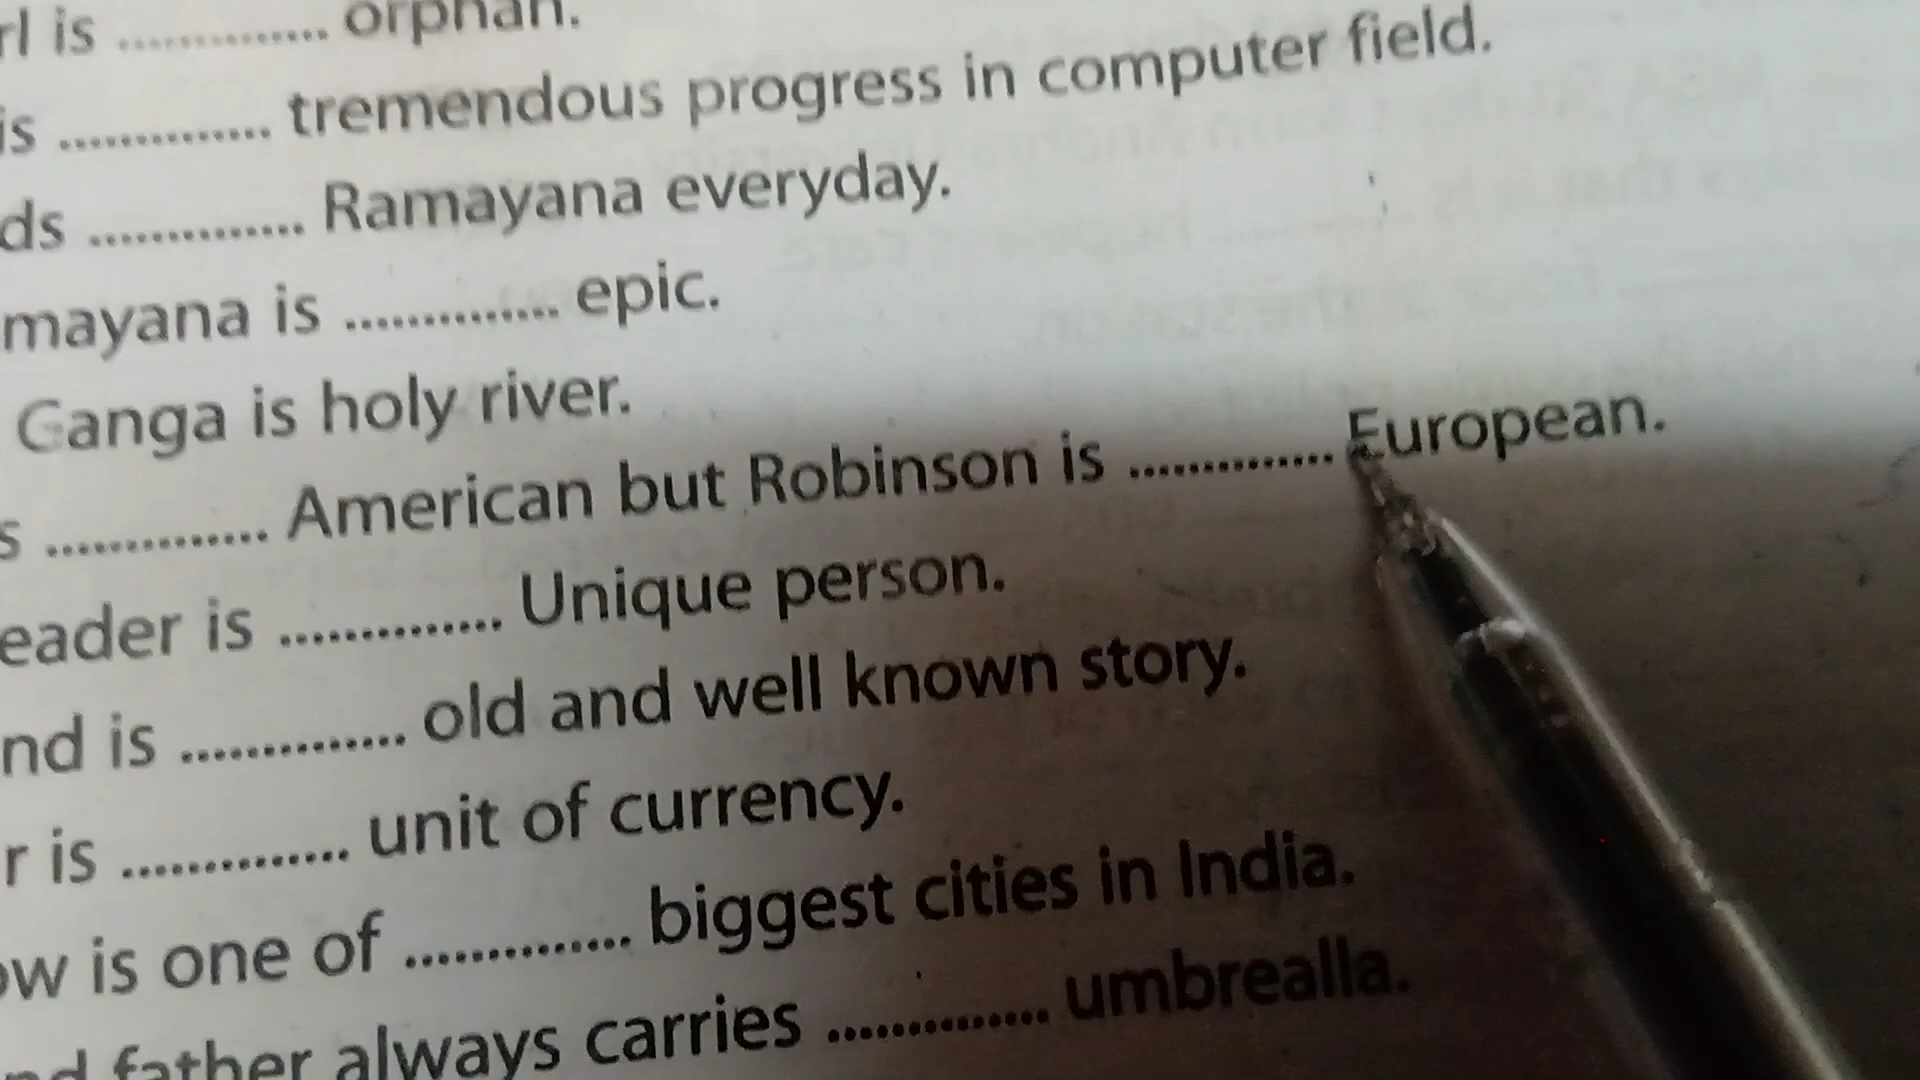 rl is .............. orphan.
is .............. tremendous progress in computer field.
ds .............. Ramayana everyday.
mayana is .............. epic.
Ganga is holy river.
s .............. American but Robinson is .............. European.
eader is .............. Unique person.
nd is .............. old and well known story.
r is .............. unit of currency.
ow is one of .............. biggest cities in India.
nd father always carries .............. umbrealla.